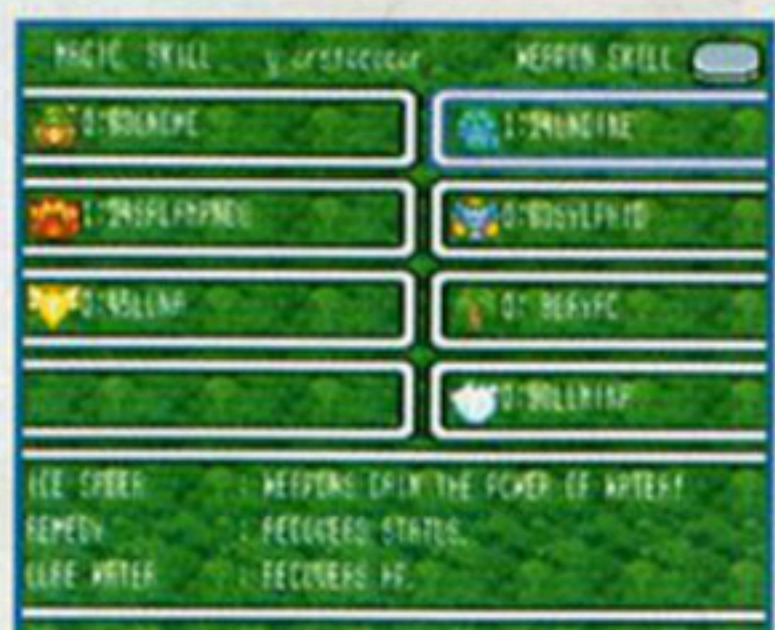 MAGIC SKILL WEAPON SKILL
GNOME UNDINE
SALAMANDO SYLPHID
LUNA DRYAD
LUMINA
ICE SABER : WEAPONS GAIN THE POWER OF WATER!
REMEDY : RECOVERS STATUS.
CURE WATER : RECOVERS HP.